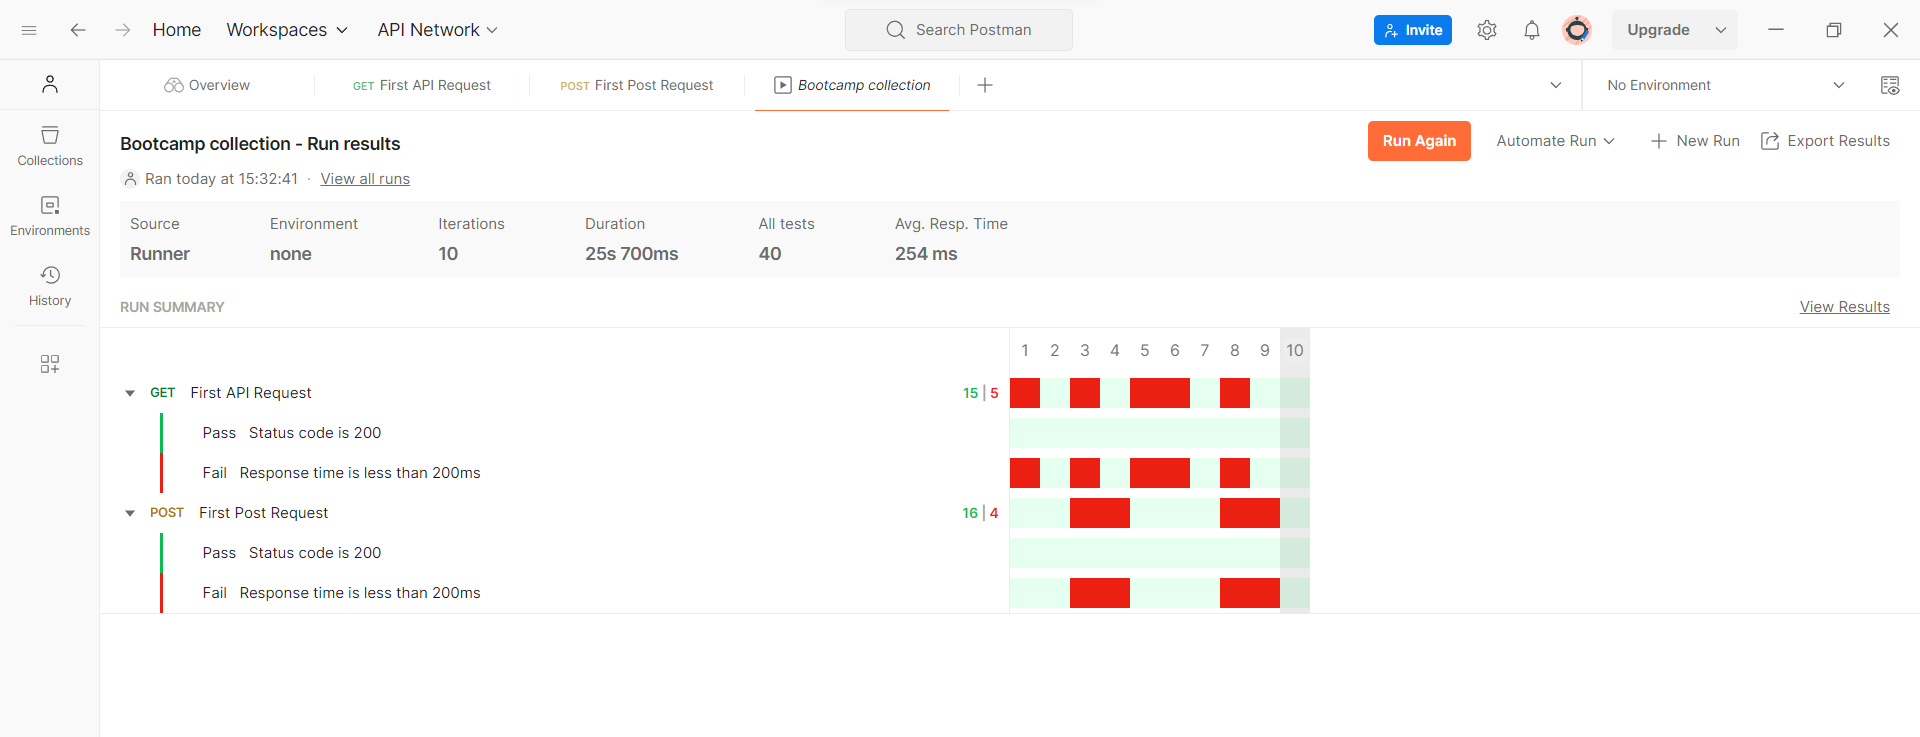 Home Workspaces API Network Search Postman Invite Upgrade
Overview GET First API Request POST First Post Request Bootcamp collection No Environment
Collections
Environments
History
Bootcamp collection - Run results
Run Again Automate Run New Run Export Results
Ran today at 15:32:41 · View all runs
Source Environment Iterations Duration All tests Avg. Resp. Time
Runner none 10 25s 700ms 40 254 ms
RUN SUMMARY View Results
1 2 3 4 5 6 7 8 9 10
GET First API Request 15 | 5
Pass Status code is 200
Fail Response time is less than 200ms
POST First Post Request 16 | 4
Pass Status code is 200
Fail Response time is less than 200ms